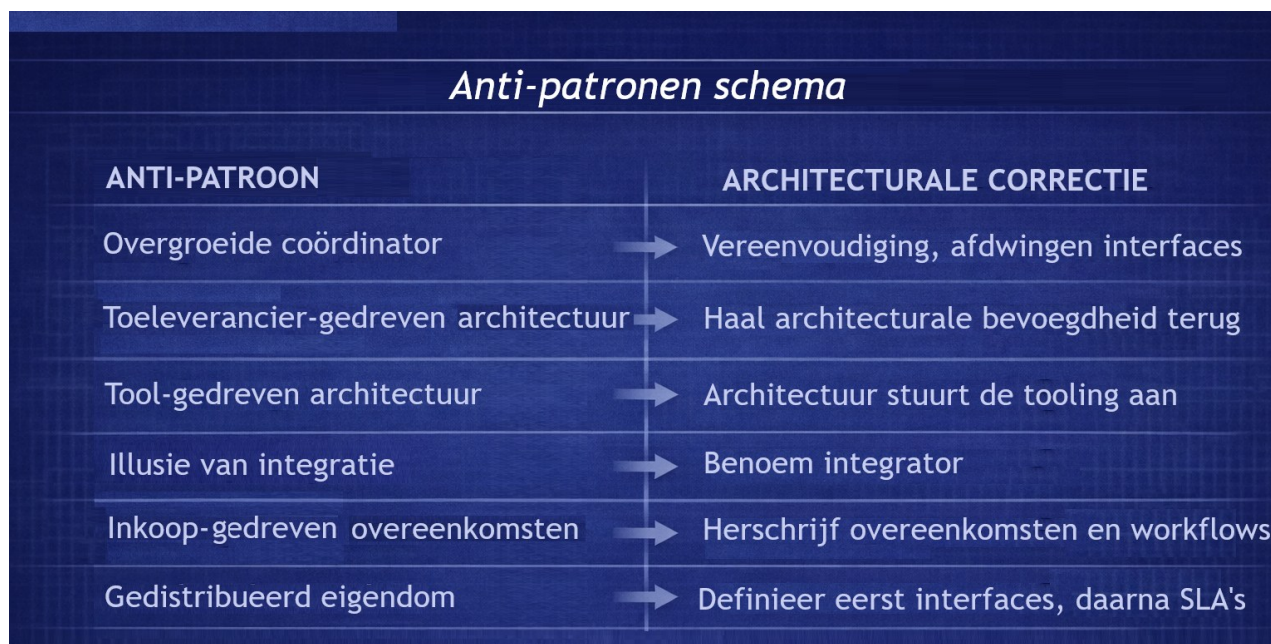 Anti-patronen schema
ANTI-PATROON
ARCHITECTURALE CORRECTIE
Overgroeide coördinator
Vereenvoudiging, afdwingen interfaces
Toeleverancier-gedreven architectuur
Haal architecturale bevoegdheid terug
Tool-gedreven architectuur
Architectuur stuurt de tooling aan
Illusie van integratie
Benoem integrator
Inkoop-gedreven overeenkomsten
Herschrijf overeenkomsten en workflows
Gedistribueerd eigendom
Definieer eerst interfaces, daarna SLA's